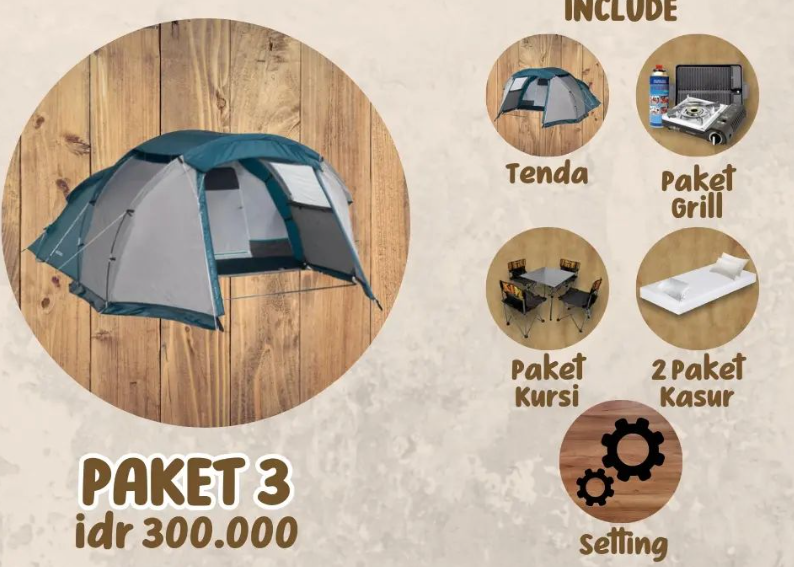 INCLUDE
Tenda
Paket
Grill
Paket
Kursi
2 Paket
Kasur
Setting
PAKET 3
idr 300.000